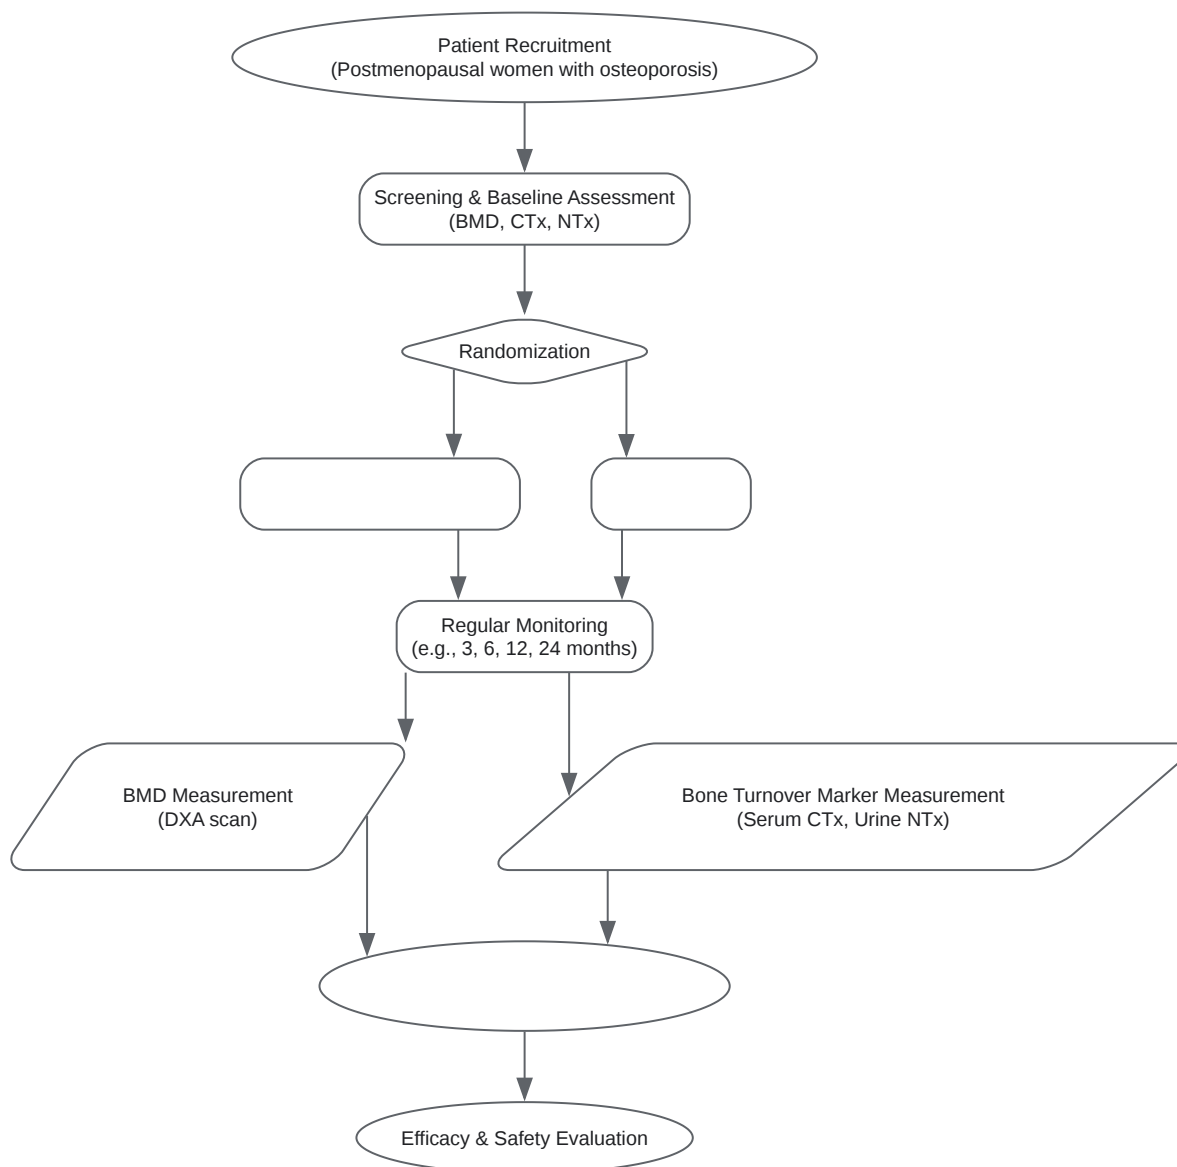 Patient Recruitment
(Postmenopausal women with osteoporosis)
Screening & Baseline Assessment
(BMD, CTx, NTx)
Randomization
Regular Monitoring
(e.g., 3, 6, 12, 24 months)
BMD Measurement
(DXA scan)
Bone Turnover Marker Measurement
(Serum CTx, Urine NTx)
Efficacy & Safety Evaluation